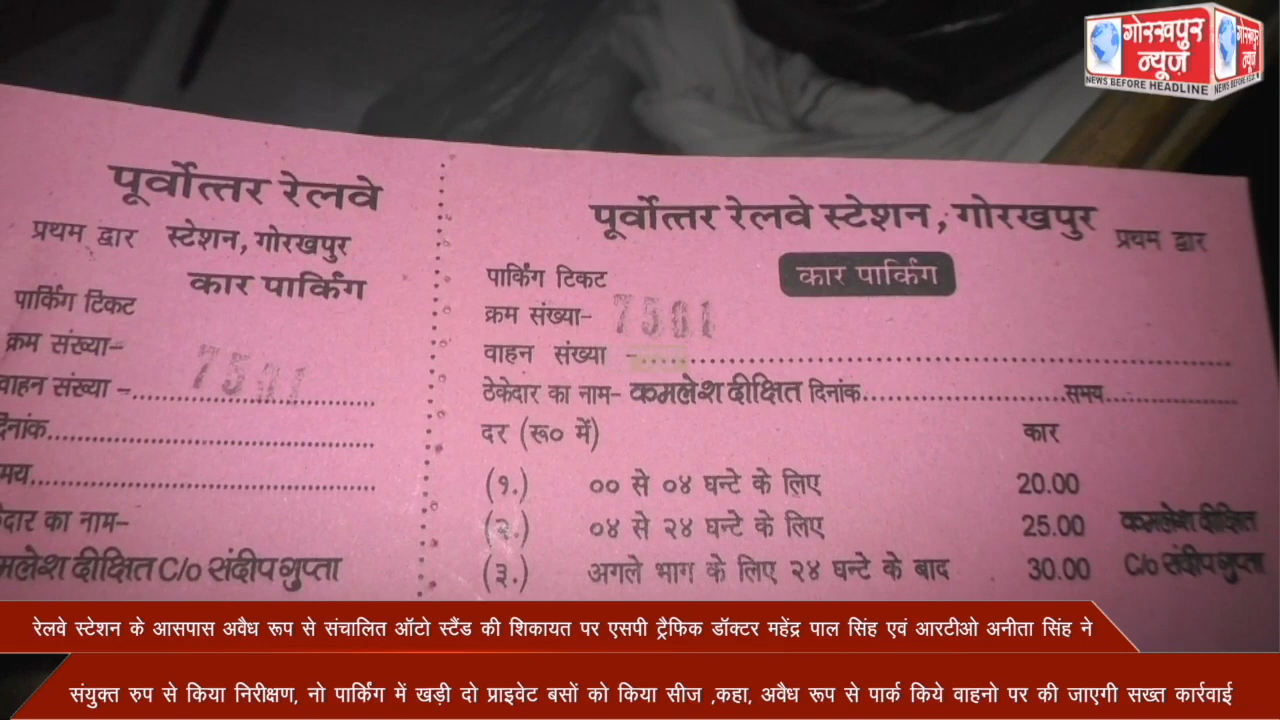 गोरखपुर
न्यूज़
NEWS BEFORE HEADLINE
पूर्वोत्तर रेलवे
प्रथम द्वार स्टेशन, गोरखपुर
कार पार्किंग
पार्किंग टिकट
क्रम संख्या-
वाहन संख्या -
दिनांक
समय
मलेश दीक्षित C/o संदीप गुप्ता
पूर्वोत्तर रेलवे स्टेशन, गोरखपुर प्रथम द्वार
पार्किंग टिकट कार पार्किंग
क्रम संख्या- 7501
वाहन संख्या -
ठेकेदार का नाम- कमलेश दीक्षित दिनांक समय
दर (रू० में) कार
(१.) ०० से ०४ घन्टे के लिए 20.00
(२.) ०४ से २४ घन्टे के लिए 25.00 कमलेश दीक्षित
(३.) अगले भाग के लिए २४ घन्टे के बाद 30.00 C/o संदीप गुप्ता
रेलवे स्टेशन के आसपास अवैध रूप से संचालित ऑटो स्टैंड की शिकायत पर एसपी ट्रैफिक डॉक्टर महेंद्र पाल सिंह एवं आरटीओ अनीता सिंह ने
संयुक्त रुप से किया निरीक्षण, नो पार्किंग में खड़ी दो प्राइवेट बसों को किया सीज ,कहा, अवैध रूप से पार्क किये वाहनो पर की जाएगी सख्त कार्रवाई